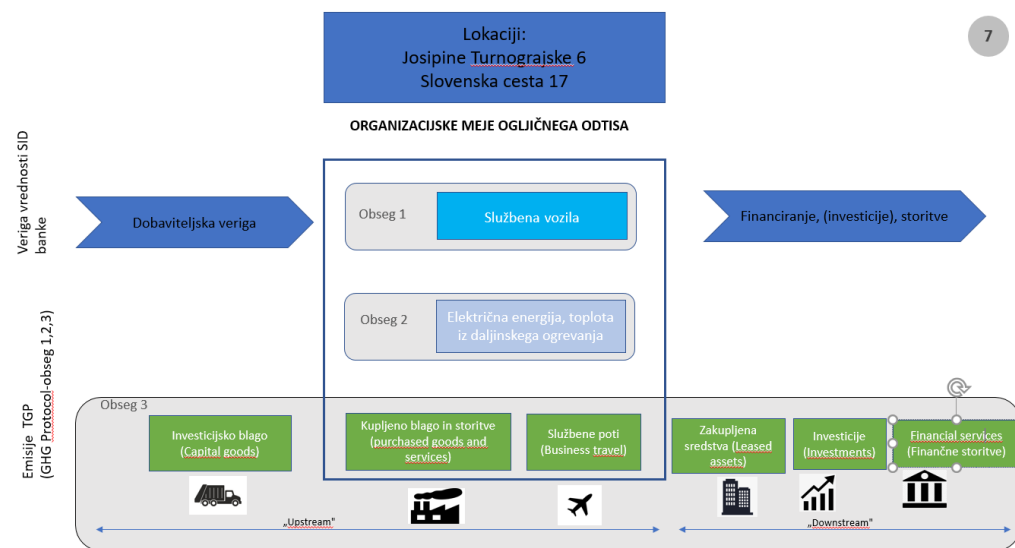 Lokaciji:
Josipine Turnograjske 6
Slovenska cesta 17
7
ORGANIZACIJSKE MEJE OGLJIČNEGA ODTISA
Veriga vrednosti SID
banke
Dobaviteljska veriga
Obseg 1
Službena vozila
Financiranje, (investicije), storitve
Obseg 2
Električna energija, toplota
iz daljinskega ogrevanja
Emisije TGP
(GHG Protocol-obseg 1,2,3)
Obseg 3
Investicijsko blago
(Capital goods)
Kupljeno blago in storitve
(purchased goods and
services)
Službene poti
(Business travel)
Zakupljena
sredstva (Leased
assets)
Investicije
(Investments)
Financial services
(Finančne storitve)
„Upstream"
„Downstream"